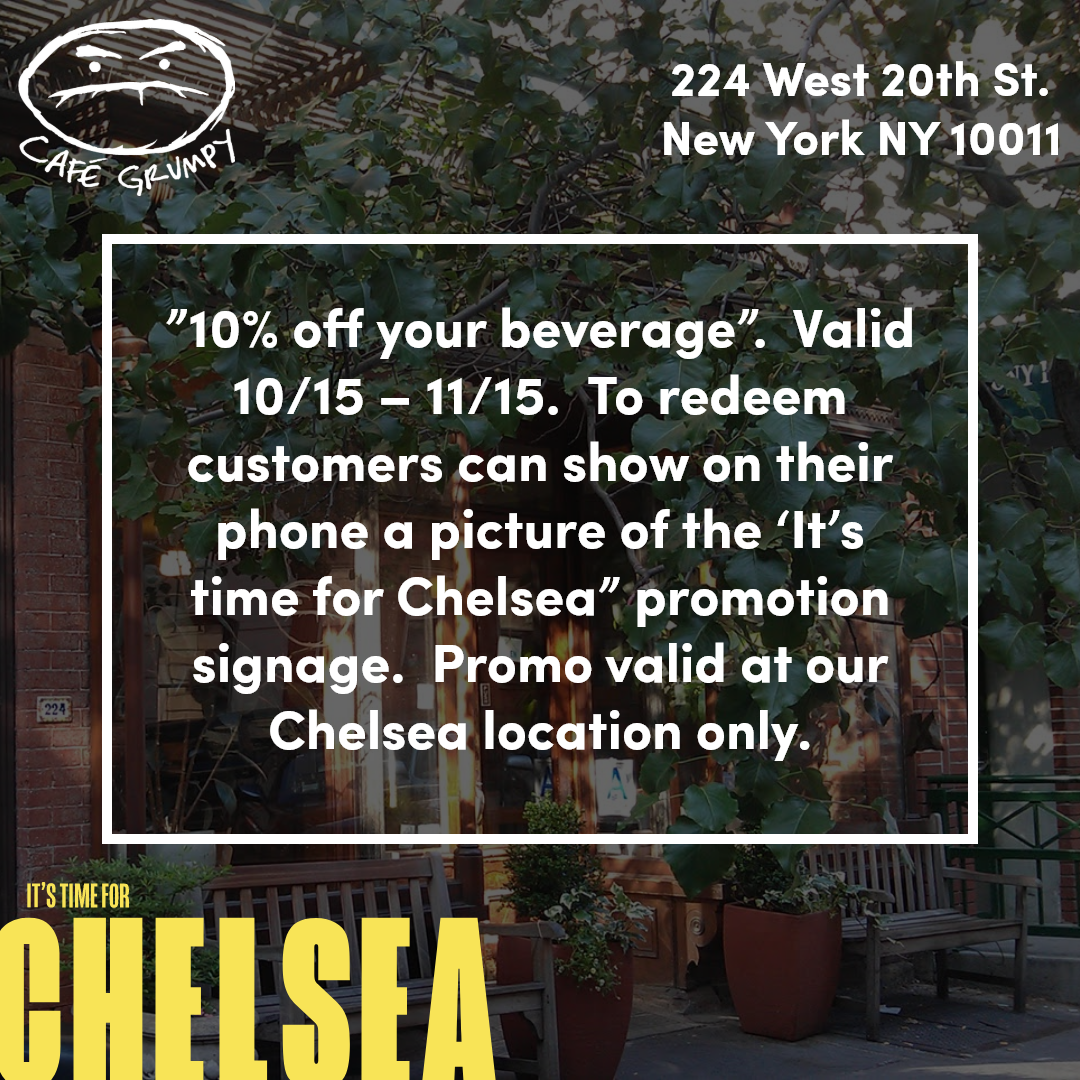 CAFÉ GRUMPY
224 West 20th St.
New York NY 10011
”10% off your beverage”.  Valid
10/15 – 11/15.  To redeem
customers can show on their
phone a picture of the ‘It’s
time for Chelsea” promotion
signage.  Promo valid at our
Chelsea location only.
224
A
IT’S TIME FOR
CHELSEA